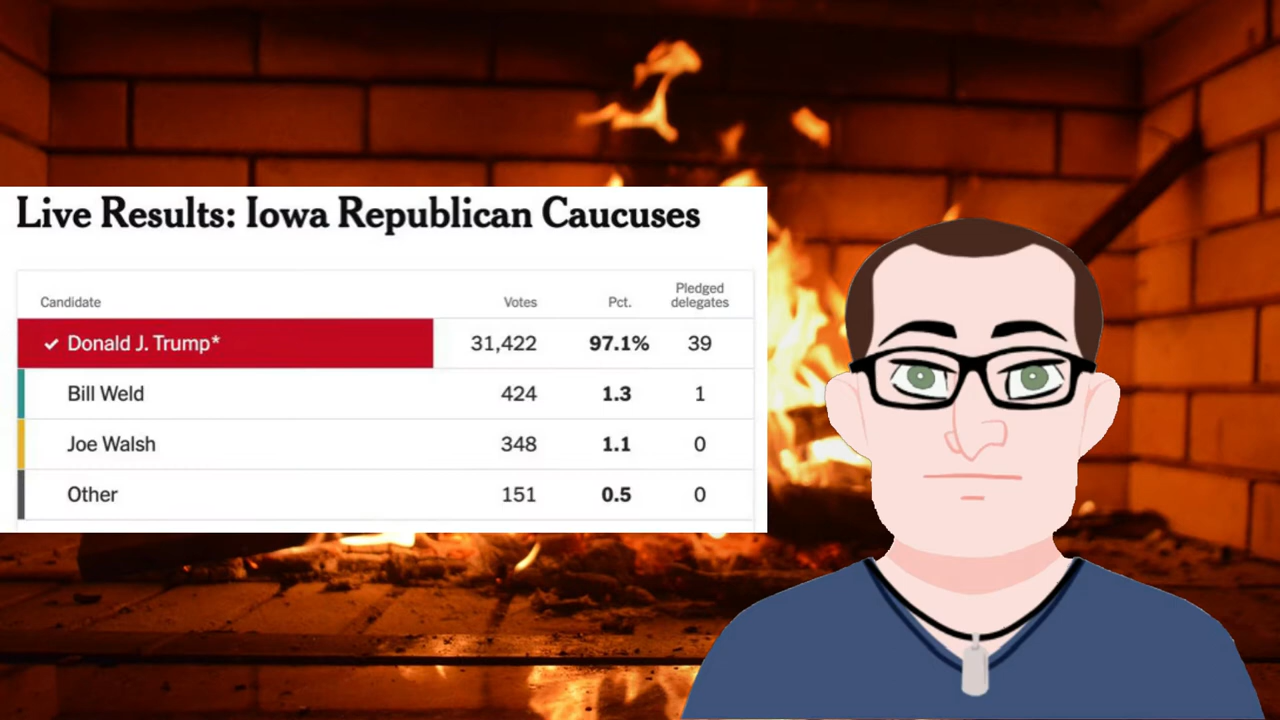 Live Results: Iowa Republican Caucuses
Candidate Votes Pct. Pledged delegates
✓ Donald J. Trump* 31,422 97.1% 39
Bill Weld 424 1.3 1
Joe Walsh 348 1.1 0
Other 151 0.5 0